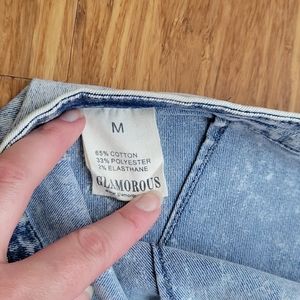 M
65% COTTON
33% POLYESTER
2% ELASTHANE
GLAMOROUS